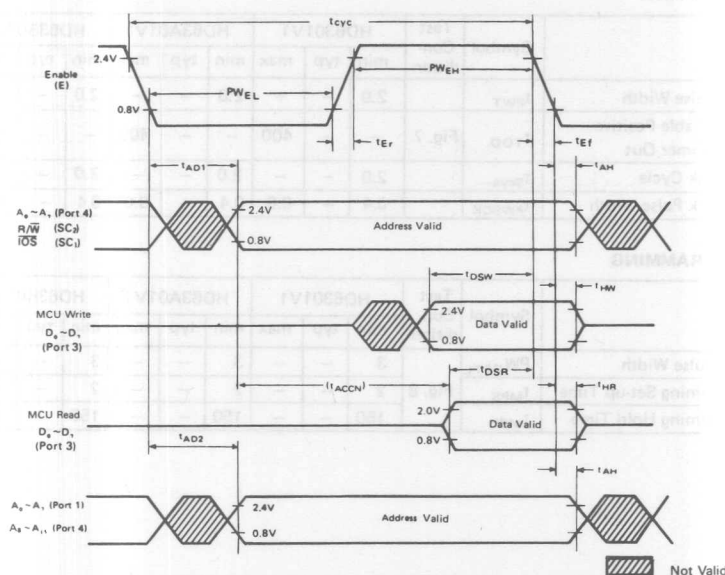 tcyc
2.4V
Enable
(E)
PWEL
PWEH
0.8V
tEr
tEf
tAD1
tAH
A₀ ~ A₇ (Port 4)
R/W̅ (SC₂)
I̅O̅S̅ (SC₁)
2.4V
Address Valid
0.8V
tDSW
tHW
MCU Write
D₀ ~ D₇
(Port 3)
2.4V
Data Valid
0.8V
(tACCN)
tDSR
tHR
MCU Read
D₀ ~ D₇
(Port 3)
2.0V
Data Valid
0.8V
tAD2
tAH
A₀ ~ A₇ (Port 1)
2.4V
Address Valid
(Port 4)
0.8V
Not Valid